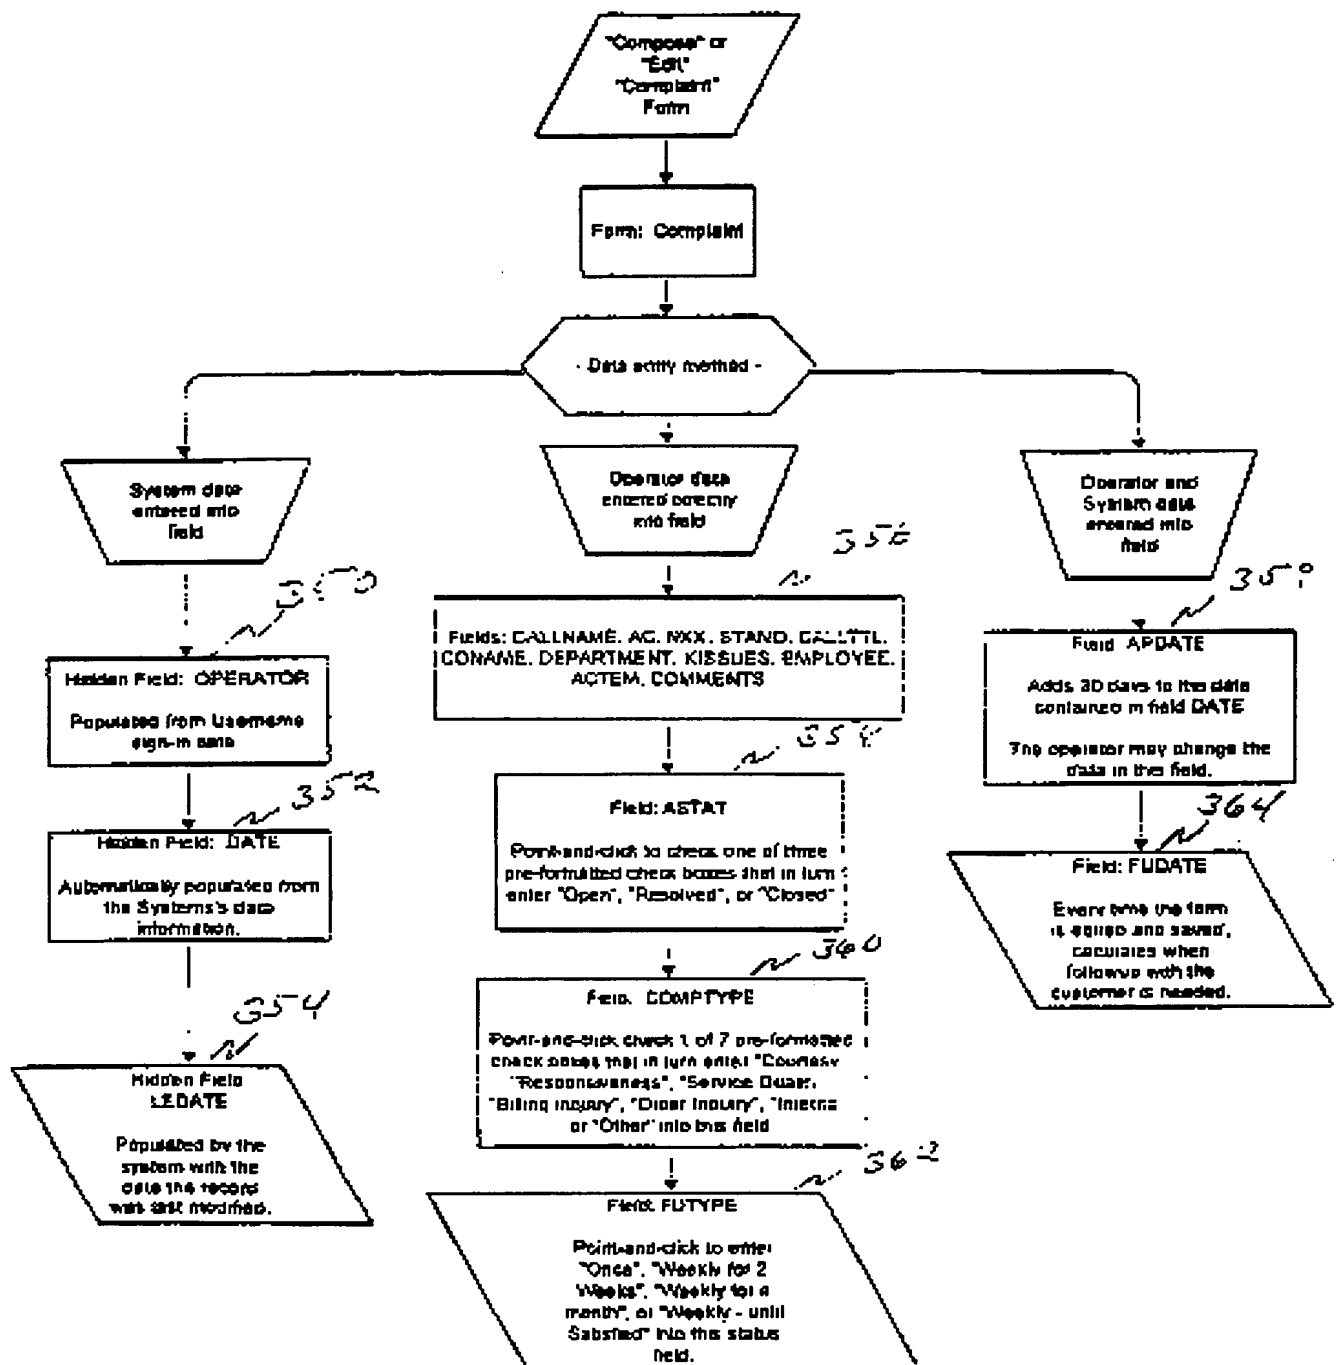 "Compose" or
"Edit"
"Complaint"
Form
Form: Complaint
- Data entry method -
System data
entered into
field
Operator data
entered directly
into field
Operator and
System data
entered into
field
Hidden Field: OPERATOR
Populated from Username
sign-in data
352
Hidden Field: DATE
Automatically populated from
the Systems's date
information.
354
Hidden Field
LEDATE
Populated by the
system with the
date the record
was last modified.
356
Fields: CALLNAME, AC, NXX, STAND, CALLTTL,
CONAME, DEPARTMENT, KISSUES, EMPLOYEE,
ACTEM, COMMENTS
Field: ASTAT
Point-and-click to check one of three
pre-formatted check boxes that in turn
enter "Open", "Resolved", or "Closed"
360
Field: COMPTYPE
Point-and-click check 1 of 7 pre-formatted
check boxes that in turn enter "Courtesy
"Responsiveness", "Service
"Billing Inquiry", Inquiry",
or "Other" into this field
362
Field: FUTYPE
Point-and-click to enter
"Once", "Weekly for 2
Weeks", "Weekly for a
month", or "Weekly - until
Satisfied" into this status
field.
Field: APDATE
Adds 30 days to the date
contained in field DATE
The operator may change the
data in this field.
364
Field: FUDATE
Every time the form
is edited and saved,
calculates when
followup with the
customer is needed.